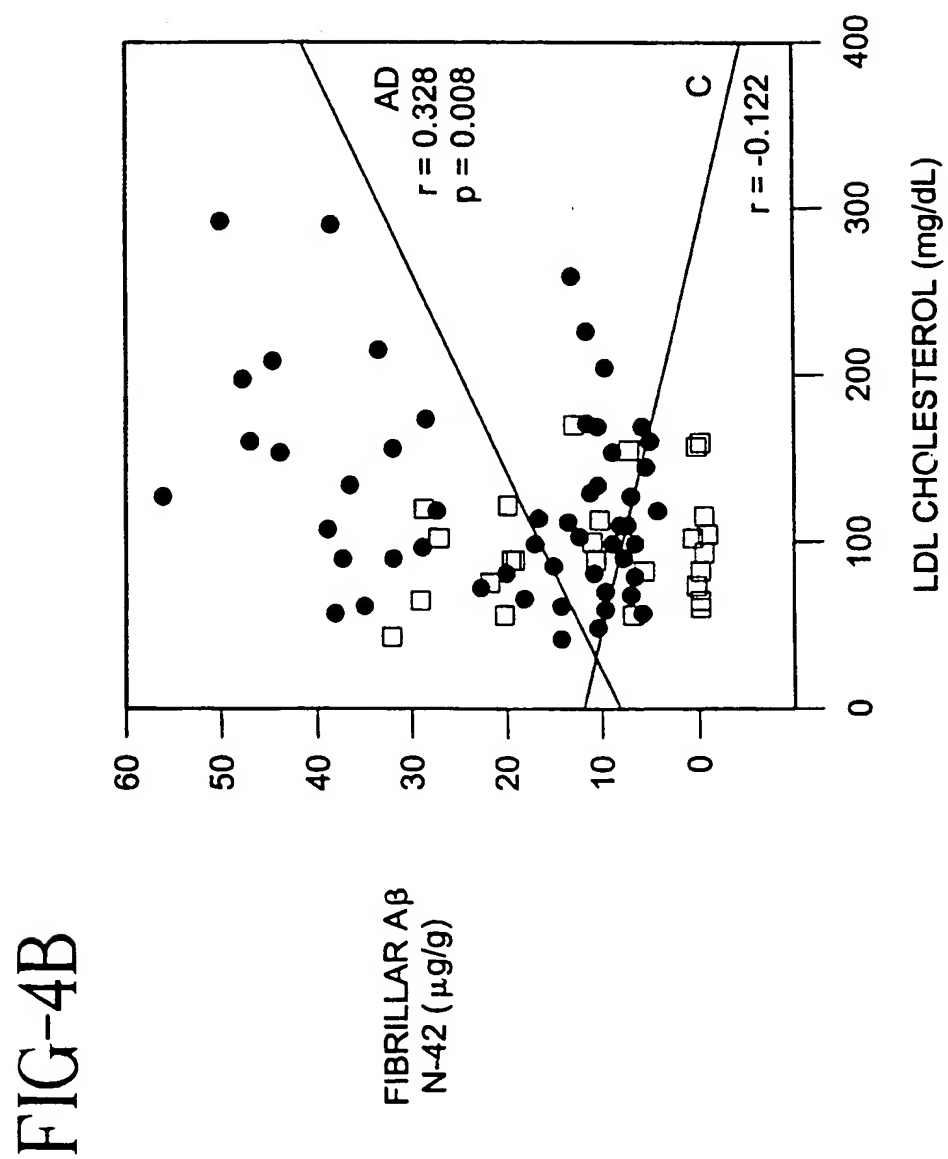 FIG-4B
FIBRILLAR Aβ
N-42 ( μg/g)
60
50
40
30
20
10
0
AD
r = 0.328
p = 0.008
C
r = -0.122
0
100
200
300
400
LDL CHOLESTEROL (mg/dL)